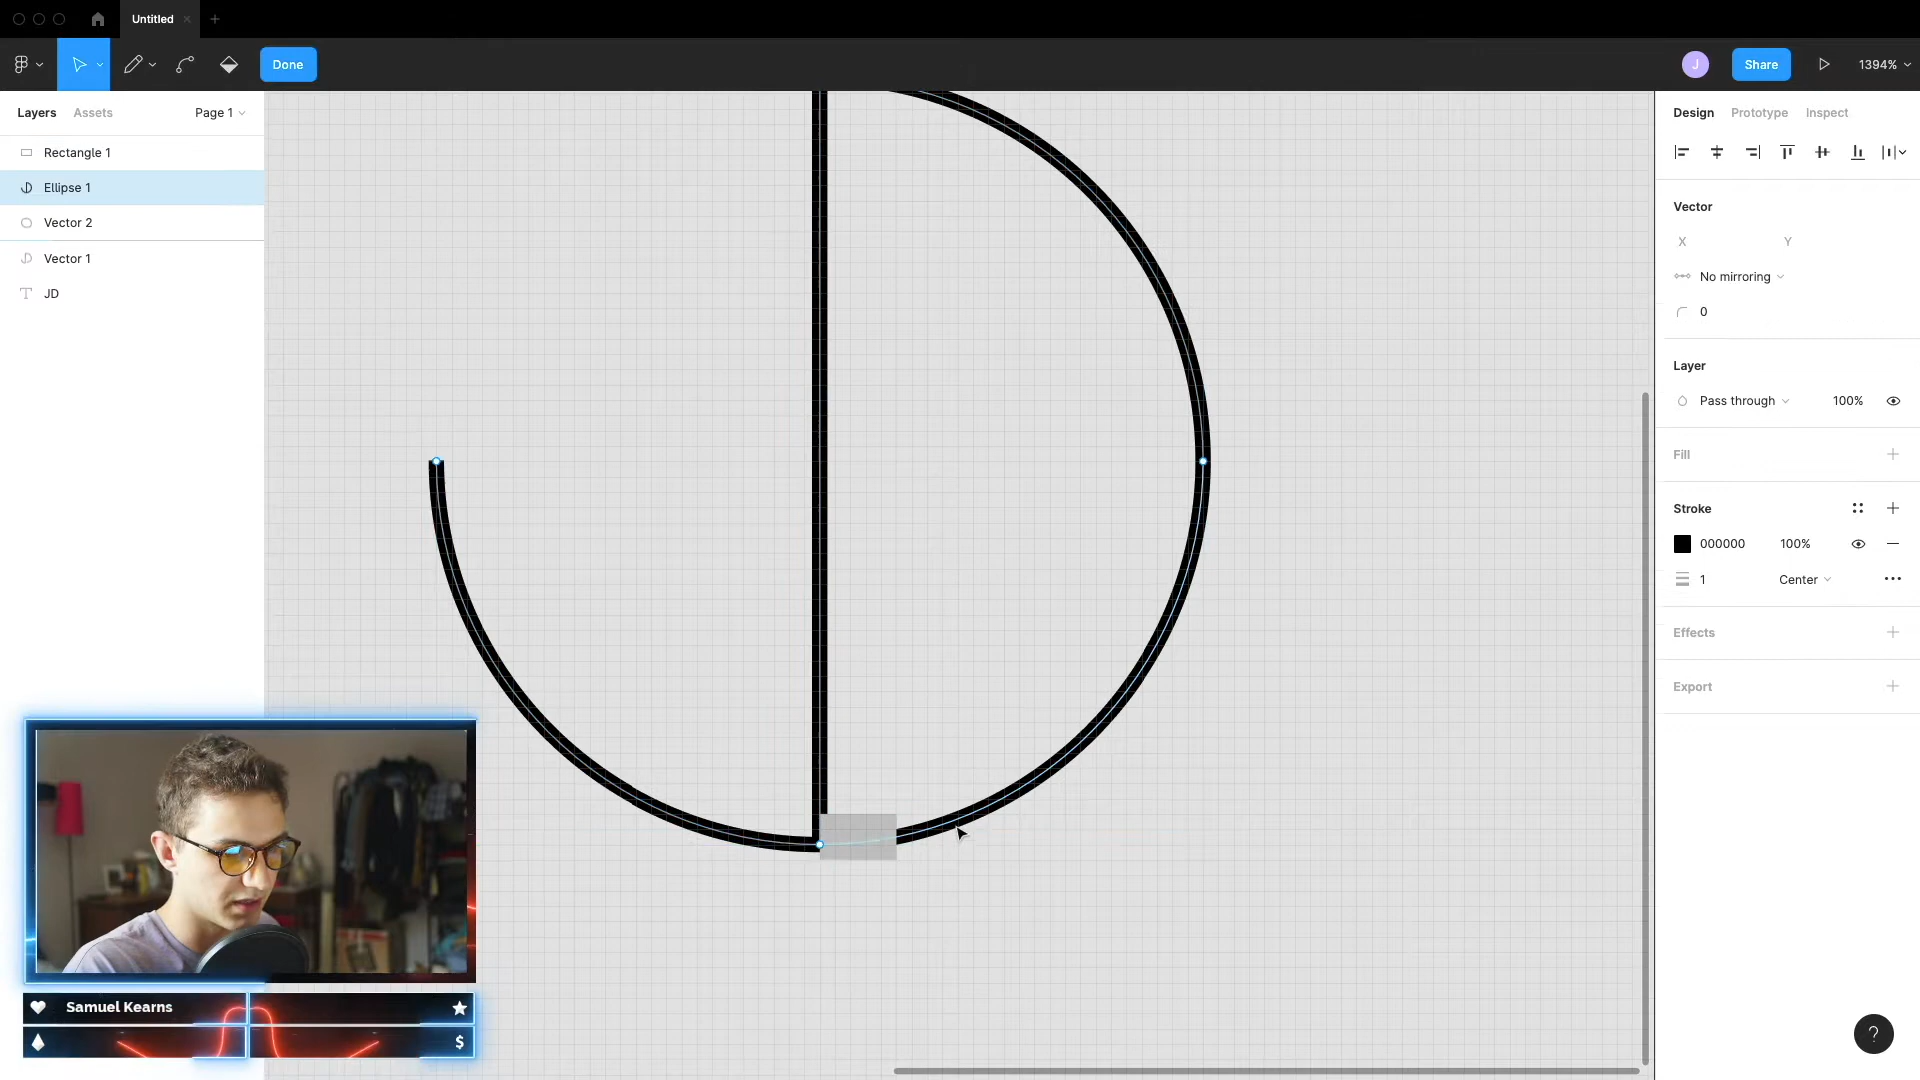 Untitled
Done
J
Share
1394%
Layers
Assets
Page 1
Design
Prototype
Inspect
Rectangle 1
Ellipse 1
Vector 2
Vector 1
JD
Vector
X
Y
No mirroring
0
Layer
Pass through
100%
Fill
Stroke
000000
100%
1
Center
Effects
Export
Samuel Kearns
$
?